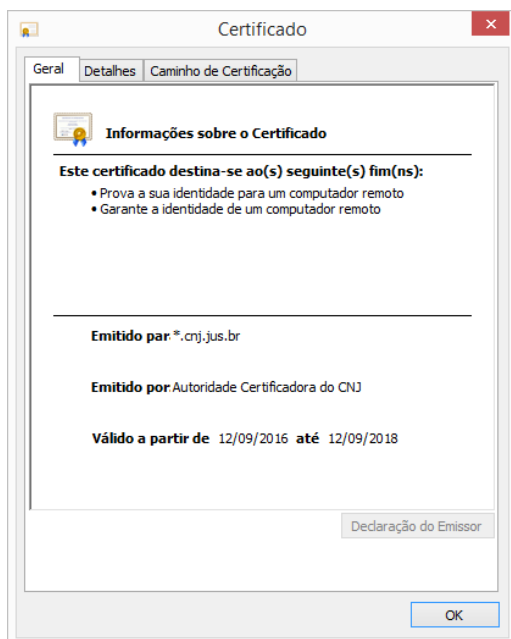 Certificado
Geral Detalhes Caminho de Certificação
Informações sobre o Certificado
Este certificado destina-se ao(s) seguinte(s) fim(ns):
• Prova a sua identidade para um computador remoto
• Garante a identidade de um computador remoto
Emitido par: *.cnj.jus.br
Emitido por Autoridade Certificadora do CNJ
Válido a partir de 12/09/2016 até 12/09/2018
Declaração do Emissor
OK